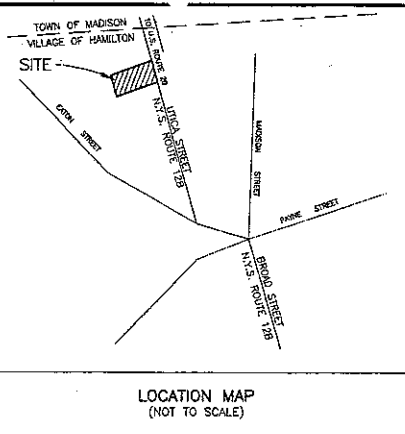 TOWN OF MADISON
VILLAGE OF HAMILTON
TO U.S. ROUTE 20
SITE
UTICA STREET
N.Y.S. ROUTE 12B
EATON STREET
MADISON STREET
PAYNE STREET
BROAD STREET
N.Y.S. ROUTE 12B
LOCATION MAP
(NOT TO SCALE)